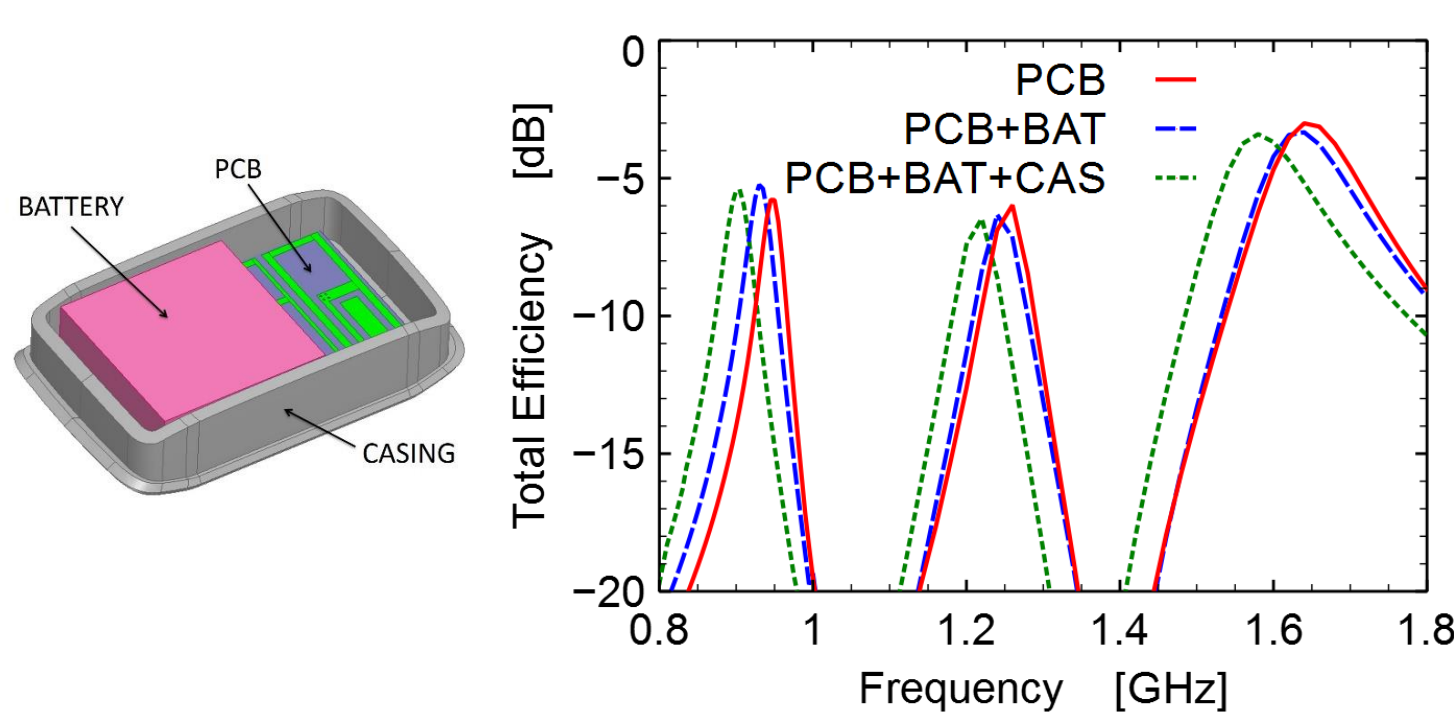 BATTERY
PCB
CASING
PCB
PCB+BAT
PCB+BAT+CAS
Total Efficiency [dB]
0
−5
−10
−15
−20
0.8 1 1.2 1.4 1.6 1.8
Frequency [GHz]